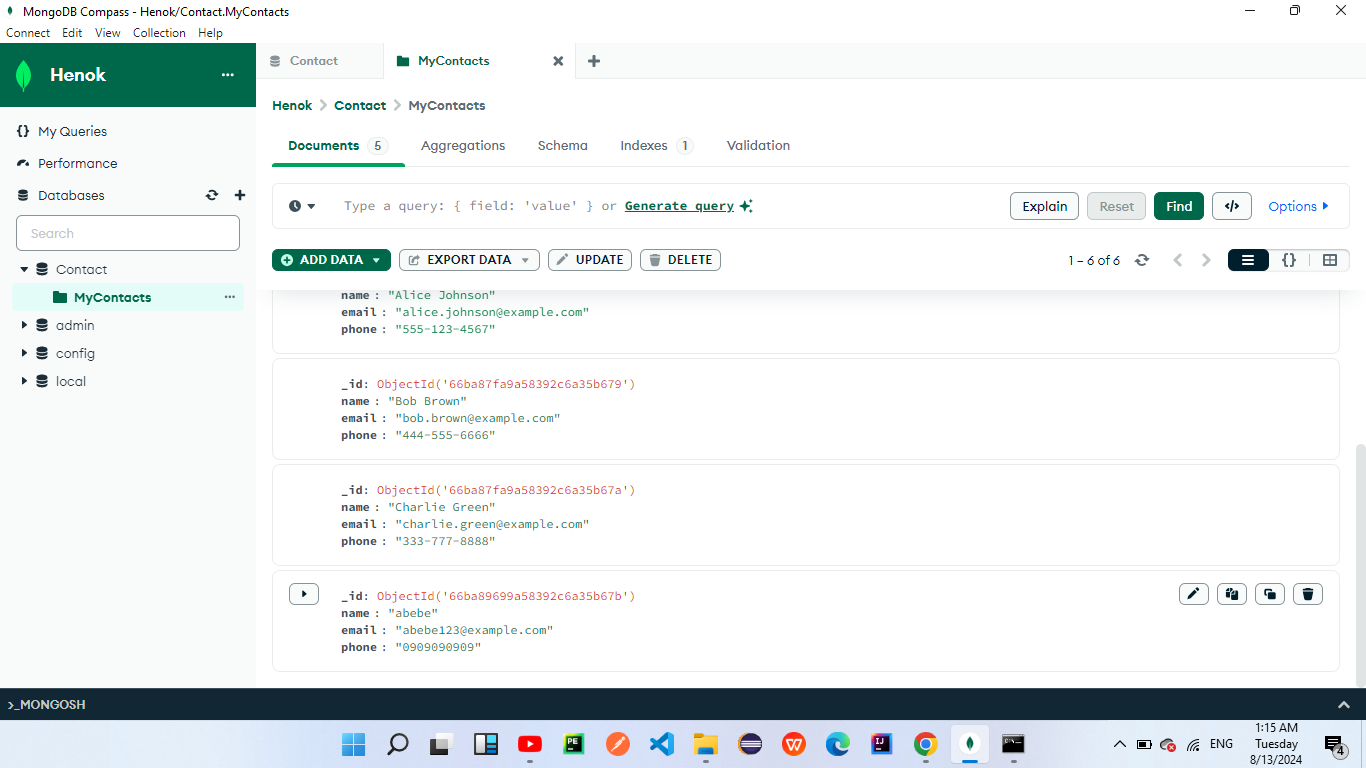 MongoDB Compass - Henok/Contact.MyContacts
Connect Edit View Collection Help
Henok
My Queries
Performance
Databases
Search
Contact
MyContacts
admin
config
local
Contact
MyContacts
Henok > Contact > MyContacts
Documents 5 Aggregations Schema Indexes 1 Validation
Type a query: { field: 'value' } or Generate query
Explain Reset Find </> Options
ADD DATA EXPORT DATA UPDATE DELETE 1 – 6 of 6 {}
name : "Alice Johnson"
email : "alice.johnson@example.com"
phone : "555-123-4567"
_id: ObjectId('66ba87fa9a58392c6a35b679')
name : "Bob Brown"
email : "bob.brown@example.com"
phone : "444-555-6666"
_id: ObjectId('66ba87fa9a58392c6a35b67a')
name : "Charlie Green"
email : "charlie.green@example.com"
phone : "333-777-8888"
_id: ObjectId('66ba89699a58392c6a35b67b')
name : "abebe"
email : "abebe123@example.com"
phone : "0909090909"
>_MONGOSH
PE
IJ
ENG
1:15 AM
Tuesday
8/13/2024
4